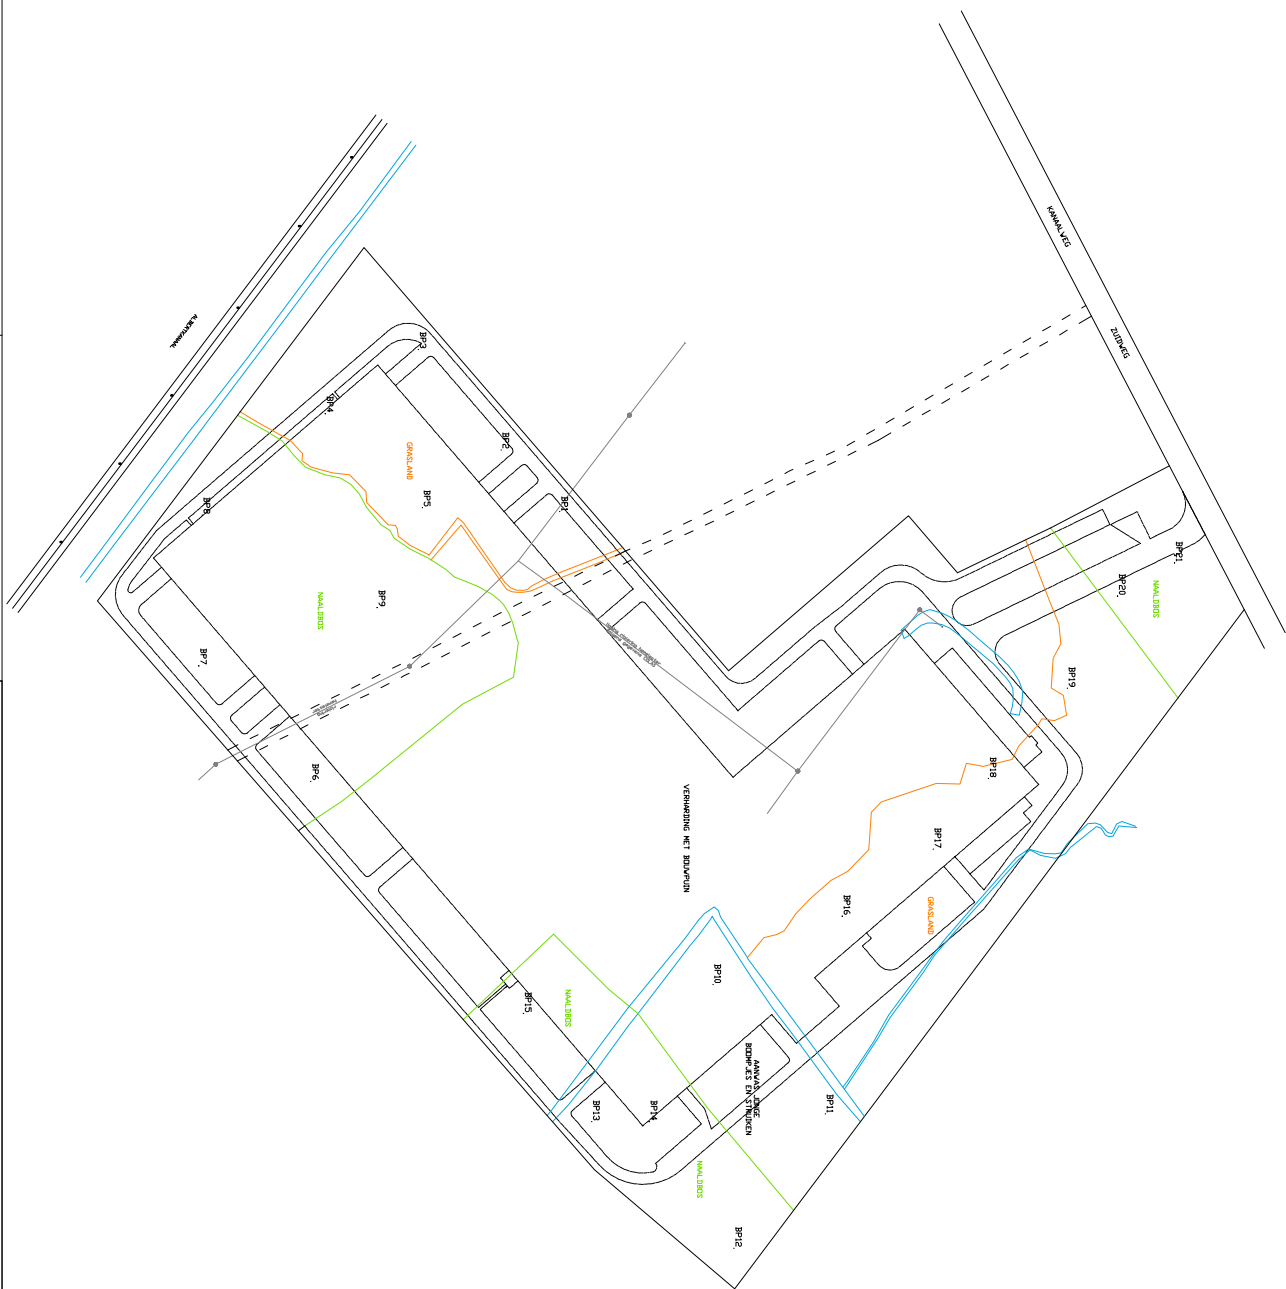 KANAALWEG
ZUIDWEG
ALBERTKANAAL
BP3.
BP4.
BP2.
GRASLAND
BP5.
BP1.
BP8.
BP21.
BP20.
NAALDBOS
NAALDBOS
BP9.
BP7.
BP19.
BP6.
BP18.
VERHARDING MET BOUWPUIN
BP17.
BP16.
GRASLAND
BP10.
BP15.
NAALDBOS
AANWAS JONGE
BOOMPJES EN STRUIKEN
BP11.
BP13.
BP14.
NAALDBOS
BP12.